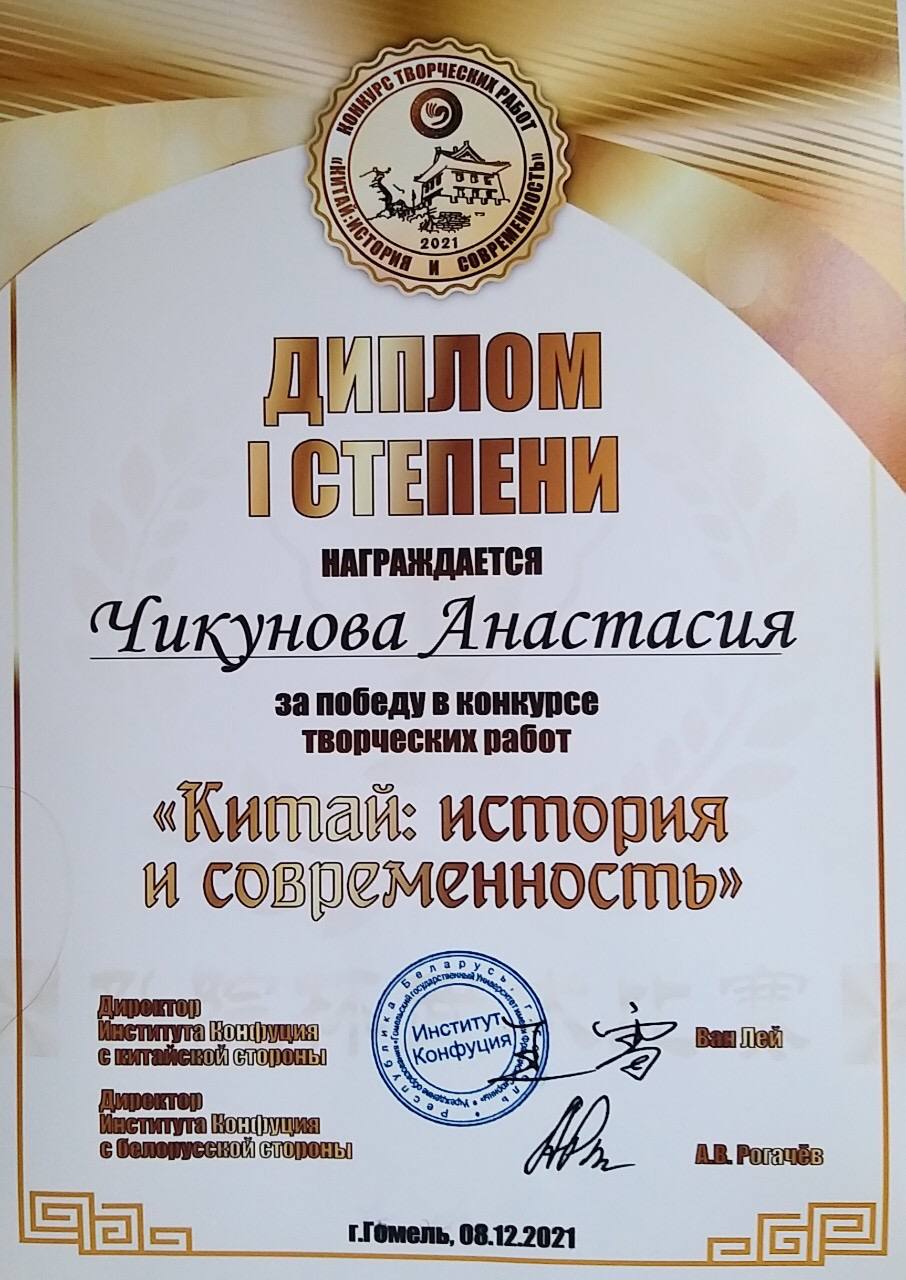 КОНКУРС ТВОРЧЕСКИХ РАБОТ
«КИТАЙ:ИСТОРИЯ И СОВРЕМЕННОСТЬ»
2021
ДИПЛОМ
I СТЕПЕНИ
НАГРАЖДАЕТСЯ
Чикунова Анастасия
за победу в конкурсе
творческих работ
«Китай: история
и современность»
Директор
Института Конфуция
с китайской стороны
Ван Лей
Республика Беларусь, г.
Институт
Конфуция
Директор
Института Конфуция
с белорусской стороны
А.В. Рогачёв
г.Гомель, 08.12.2021